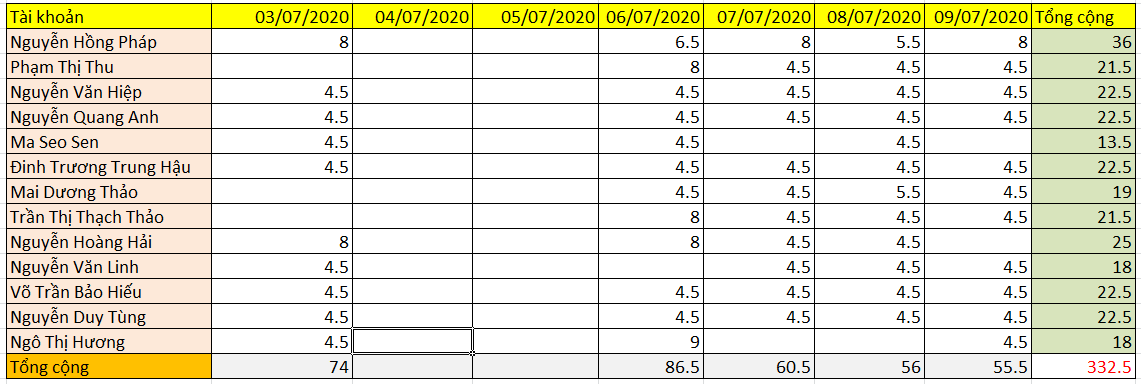 Tài khoản 03/07/2020 04/07/2020 05/07/2020 06/07/2020 07/07/2020 08/07/2020 09/07/2020 Tổng cộng
Nguyễn Hồng Pháp 8 6.5 8 5.5 8 36
Phạm Thị Thu 8 4.5 4.5 4.5 21.5
Nguyễn Văn Hiệp 4.5 4.5 4.5 4.5 4.5 22.5
Nguyễn Quang Anh 4.5 4.5 4.5 4.5 4.5 22.5
Ma Seo Sen 4.5 4.5 4.5 13.5
Đinh Trương Trung Hậu 4.5 4.5 4.5 4.5 4.5 22.5
Mai Dương Thảo 4.5 4.5 5.5 4.5 19
Trần Thị Thạch Thảo 8 4.5 4.5 4.5 21.5
Nguyễn Hoàng Hải 8 8 4.5 4.5 25
Nguyễn Văn Linh 4.5 4.5 4.5 4.5 18
Võ Trần Bảo Hiếu 4.5 4.5 4.5 4.5 4.5 22.5
Nguyễn Duy Tùng 4.5 4.5 4.5 4.5 4.5 22.5
Ngô Thị Hương 4.5 9 4.5 18
Tổng cộng 74 86.5 60.5 56 55.5 332.5